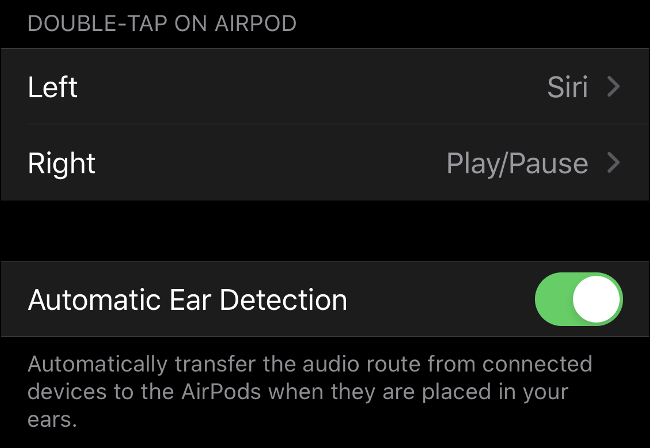 DOUBLE-TAP ON AIRPOD
Left Siri
Right Play/Pause
Automatic Ear Detection
Automatically transfer the audio route from connected
devices to the AirPods when they are placed in your
ears.